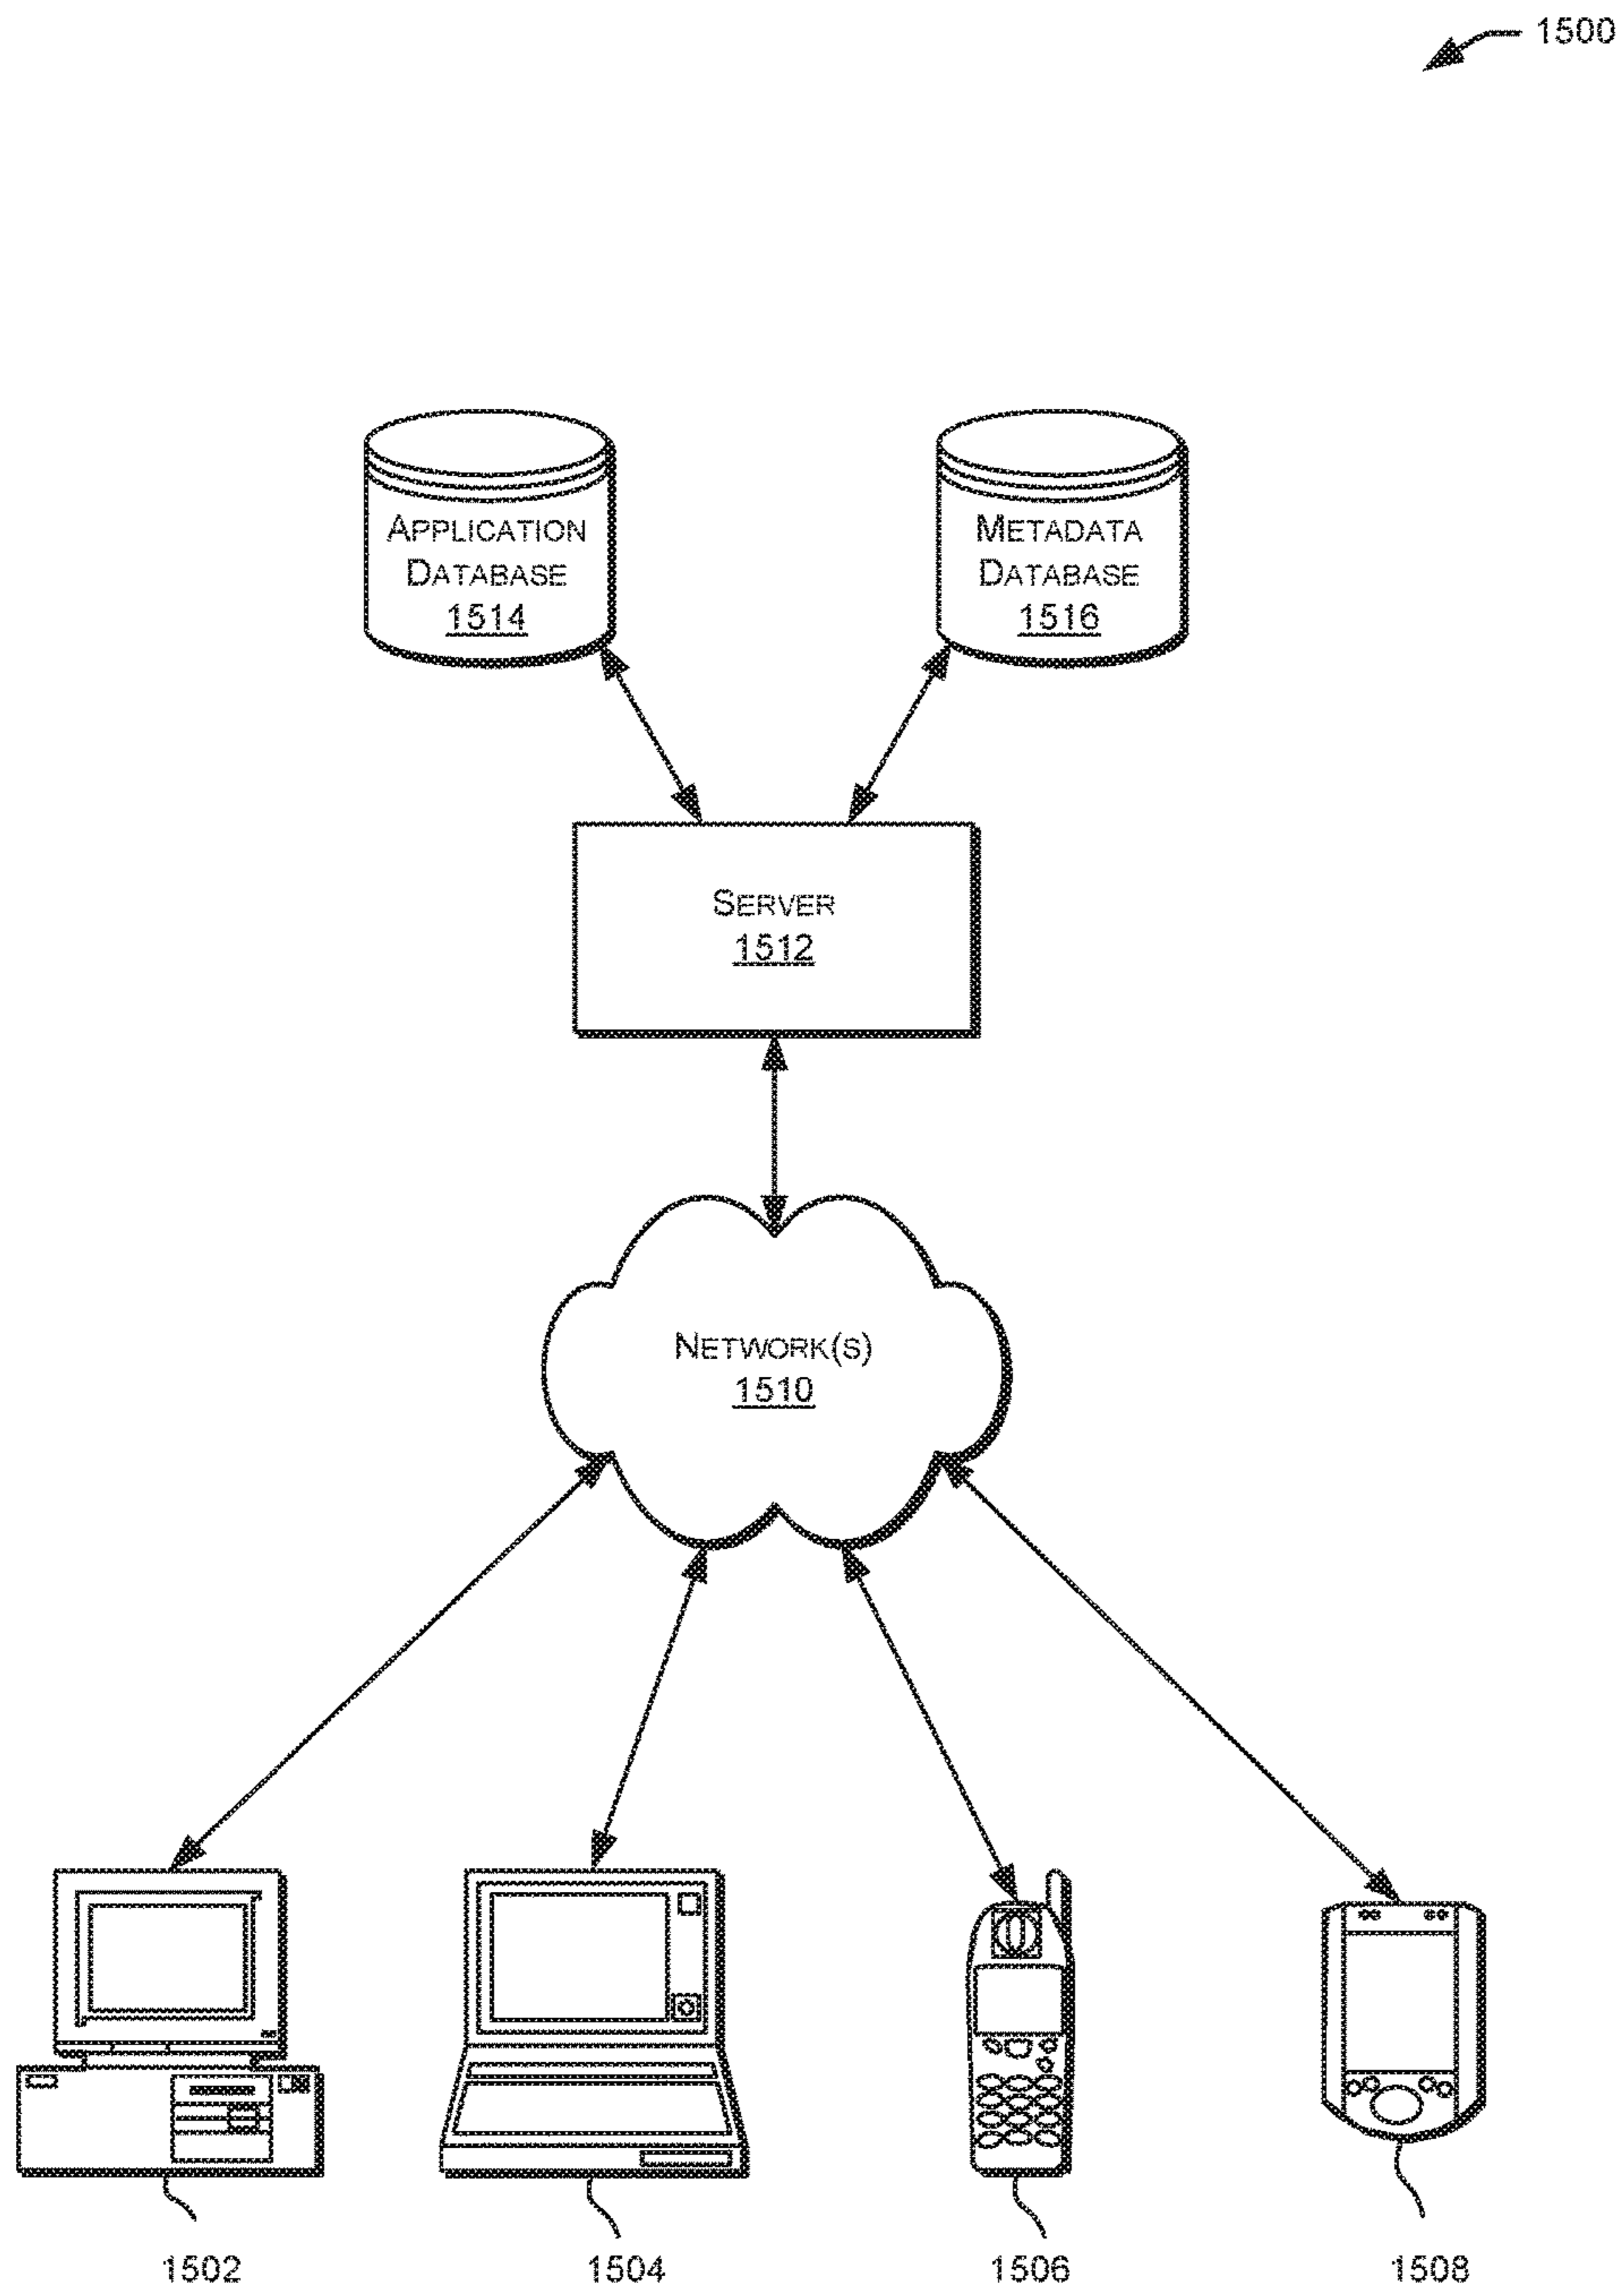 1500
APPLICATION
DATABASE
1514
METADATA
DATABASE
1516
SERVER
1512
NETWORK(S)
1510
1502
1504
1506
1508